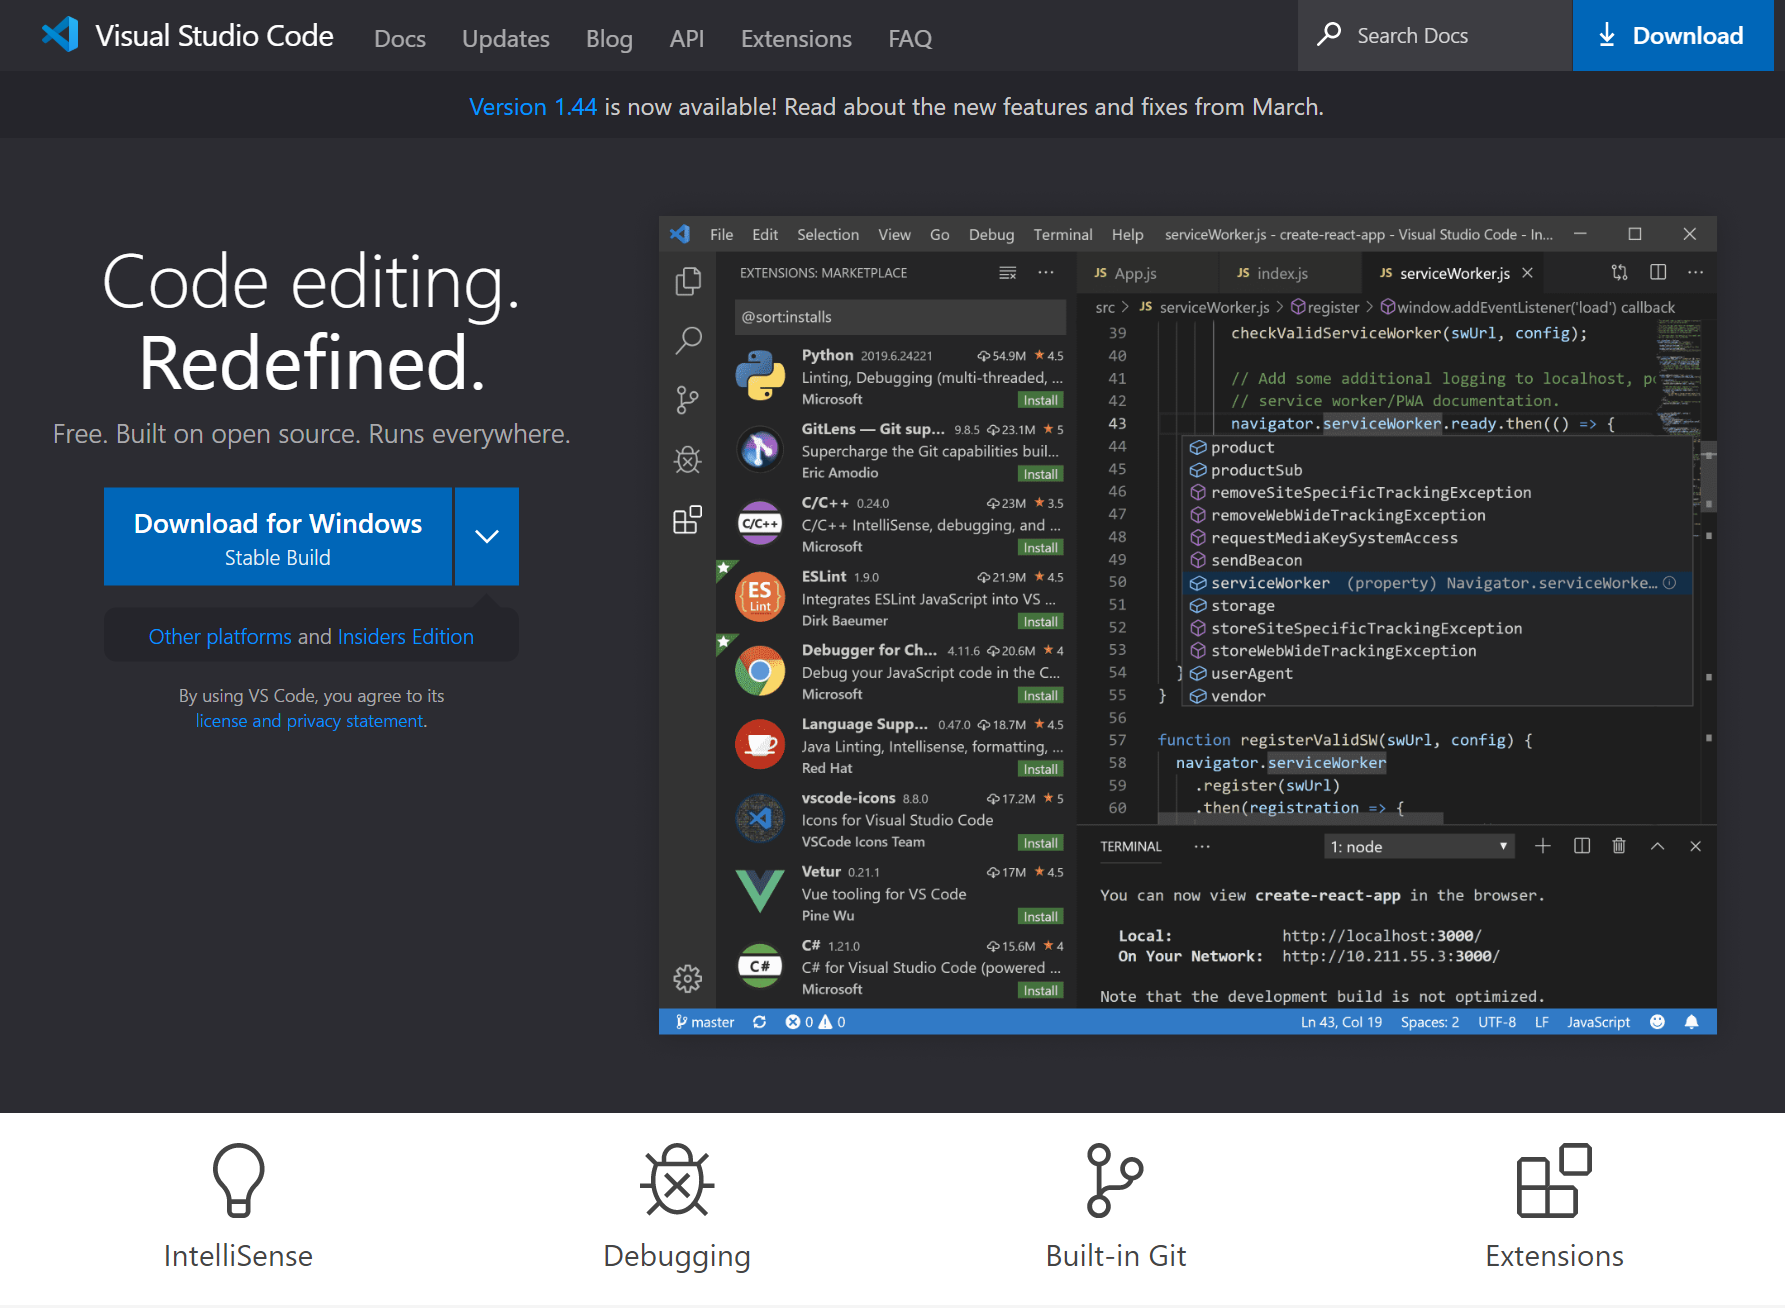 Visual Studio Code Docs Updates Blog API Extensions FAQ Search Docs Download
Version 1.44 is now available! Read about the new features and fixes from March.
Code editing.
Redefined.
Free. Built on open source. Runs everywhere.
Download for Windows
Stable Build
Other platforms and Insiders Edition
By using VS Code, you agree to its
license and privacy statement.
File Edit Selection View Go Debug Terminal Help serviceWorker.js - create-react-app - Visual Studio Code - In...
EXTENSIONS: MARKETPLACE
@sort:installs
Python 2019.6.24221 54.9M ★ 4.5
Linting, Debugging (multi-threaded, ...
Microsoft Install
GitLens — Git sup... 9.8.5 23.1M ★ 5
Supercharge the Git capabilities buil...
Eric Amodio Install
C/C++
C/C++ 0.24.0 23M ★ 3.5
C/C++ IntelliSense, debugging, and ...
Microsoft Install
ES
Lint
ESLint 1.9.0 21.9M ★ 4.5
Integrates ESLint JavaScript into VS ...
Dirk Baeumer Install
Debugger for Ch... 4.11.6 20.6M ★ 4
Debug your JavaScript code in the C...
Microsoft Install
Language Supp... 0.47.0 18.7M ★ 4.5
Java Linting, Intellisense, formatting, ...
Red Hat Install
vscode-icons 8.8.0 17.2M ★ 5
Icons for Visual Studio Code
VSCode Icons Team Install
Vetur 0.21.1 17M ★ 4.5
Vue tooling for VS Code
Pine Wu Install
C#
C# 1.21.0 15.6M ★ 4
C# for Visual Studio Code (powered ...
Microsoft Install
JS App.js JS index.js JS serviceWorker.js
src > JS serviceWorker.js > register > window.addEventListener('load') callback
39 checkValidServiceWorker(swUrl, config);
40
41 // Add some additional logging to localhost, po
42 // service worker/PWA documentation.
43 navigator.serviceWorker.ready.then(() => {
44 product
45 productSub
46 removeSiteSpecificTrackingException
47 removeWebWideTrackingException
48 requestMediaKeySystemAccess
49 sendBeacon
50 serviceWorker (property) Navigator.serviceWorke...
51 storage
52 storeSiteSpecificTrackingException
53 storeWebWideTrackingException
54 } userAgent
55 } vendor
56
57 function registerValidSW(swUrl, config) {
58 navigator.serviceWorker
59 .register(swUrl)
60 .then(registration => {
TERMINAL ... 1: node
You can now view create-react-app in the browser.
Local: http://localhost:3000/
On Your Network: http://10.211.55.3:3000/
Note that the development build is not optimized.
master 0 0 Ln 43, Col 19 Spaces: 2 UTF-8 LF JavaScript
IntelliSense
Debugging
Built-in Git
Extensions